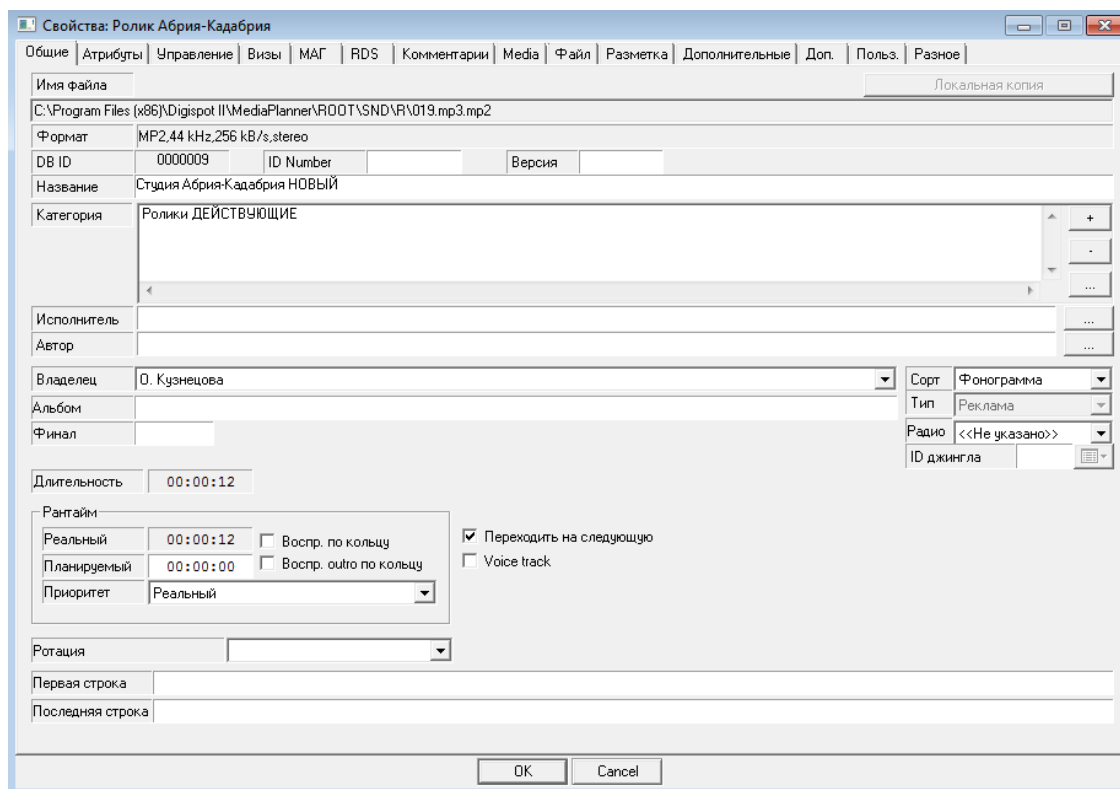 Свойства: Ролик Абрия-Кадабрия
Общие Атрибуты Управление Визы МАГ RDS Комментарии Media Файл Разметка Дополнительные Доп. Польз. Разное
Имя файла Локальная копия
C:\Program Files (x86)\Digispot II\MediaPlanner\ROOT\SND\R\019.mp3.mp2
Формат MP2,44 kHz,256 kB/s,stereo
DB ID 0000009 ID Number Версия
Название Студия Абрия-Кадабрия НОВЫЙ
Категория Ролики ДЕЙСТВУЮЩИЕ +
-
...
Исполнитель ...
Автор ...
Владелец О. Кузнецова Сорт Фонограмма
Альбом Тип Реклама
Финал Радио <<Не указано>>
ID джингла
Длительность 00:00:12
Рантайм
Реальный 00:00:12 Воспр. по кольцу Переходить на следующую
Планируемый 00:00:00 Воспр. outro по кольцу Voice track
Приоритет Реальный
Ротация
Первая строка
Последняя строка
OK Cancel